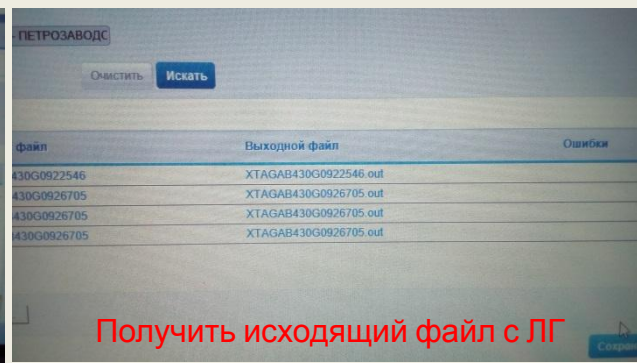 - ПЕТРОЗАВОДС
Очистить Искать
файл Выходной файл Ошибки
430G0922546 XTAGAB430G0922546.out
430G0926705 XTAGAB430G0926705.out
430G0926705 XTAGAB430G0926705.out
430G0926705 XTAGAB430G0926705.out
Получить исходящий файл с ЛГ
Сохран